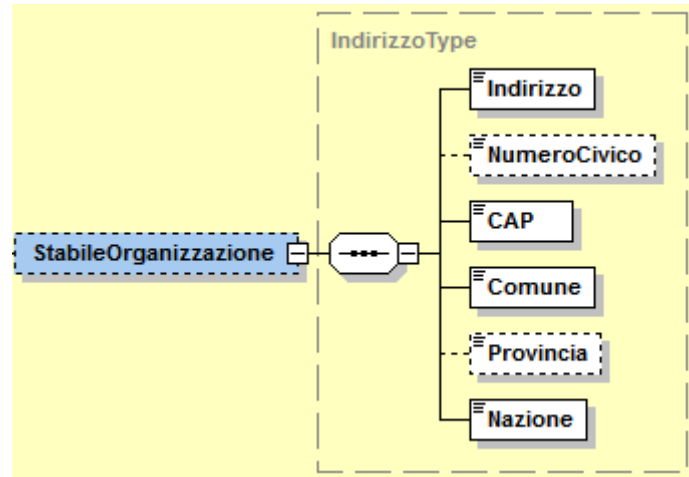 IndirizzoType
Indirizzo
NumeroCivico
CAP
StabileOrganizzazione
Comune
Provincia
Nazione